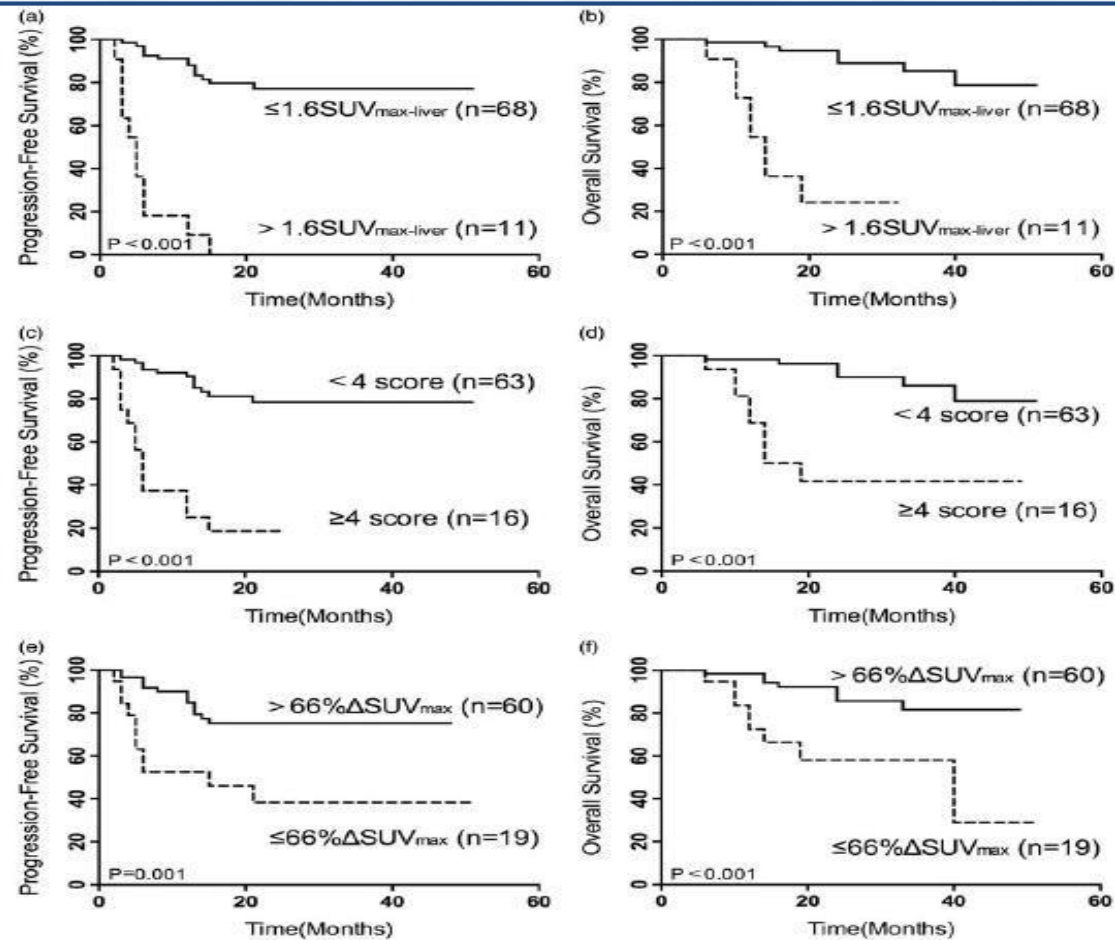 (a)
Progression-Free Survival (%)
100
80
60
40
20
0
≤1.6SUVmax-liver (n=68)
> 1.6SUVmax-liver (n=11)
P<0.001
0 20 40 60
Time(Months)
(b)
Overall Survival (%)
100
80
60
40
20
0
≤1.6SUVmax-liver (n=68)
> 1.6SUVmax-liver (n=11)
P<0.001
0 20 40 60
Time(Months)
(c)
Progression-Free Survival (%)
100
80
60
40
20
0
<4 score (n=63)
≥4 score (n=16)
P<0.001
0 20 40 60
Time(Months)
(d)
Overall Survival (%)
100
80
60
40
20
0
<4 score (n=63)
≥4 score (n=16)
P<0.001
0 20 40 60
Time(Months)
(e)
Progression-Free Survival (%)
100
80
60
40
20
0
>66%ΔSUVmax (n=60)
≤66%ΔSUVmax (n=19)
P=0.001
0 20 40 60
Time(Months)
(f)
Overall Survival (%)
100
80
60
40
20
0
>66%ΔSUVmax (n=60)
≤66%ΔSUVmax (n=19)
P<0.001
0 20 40 60
Time(Months)